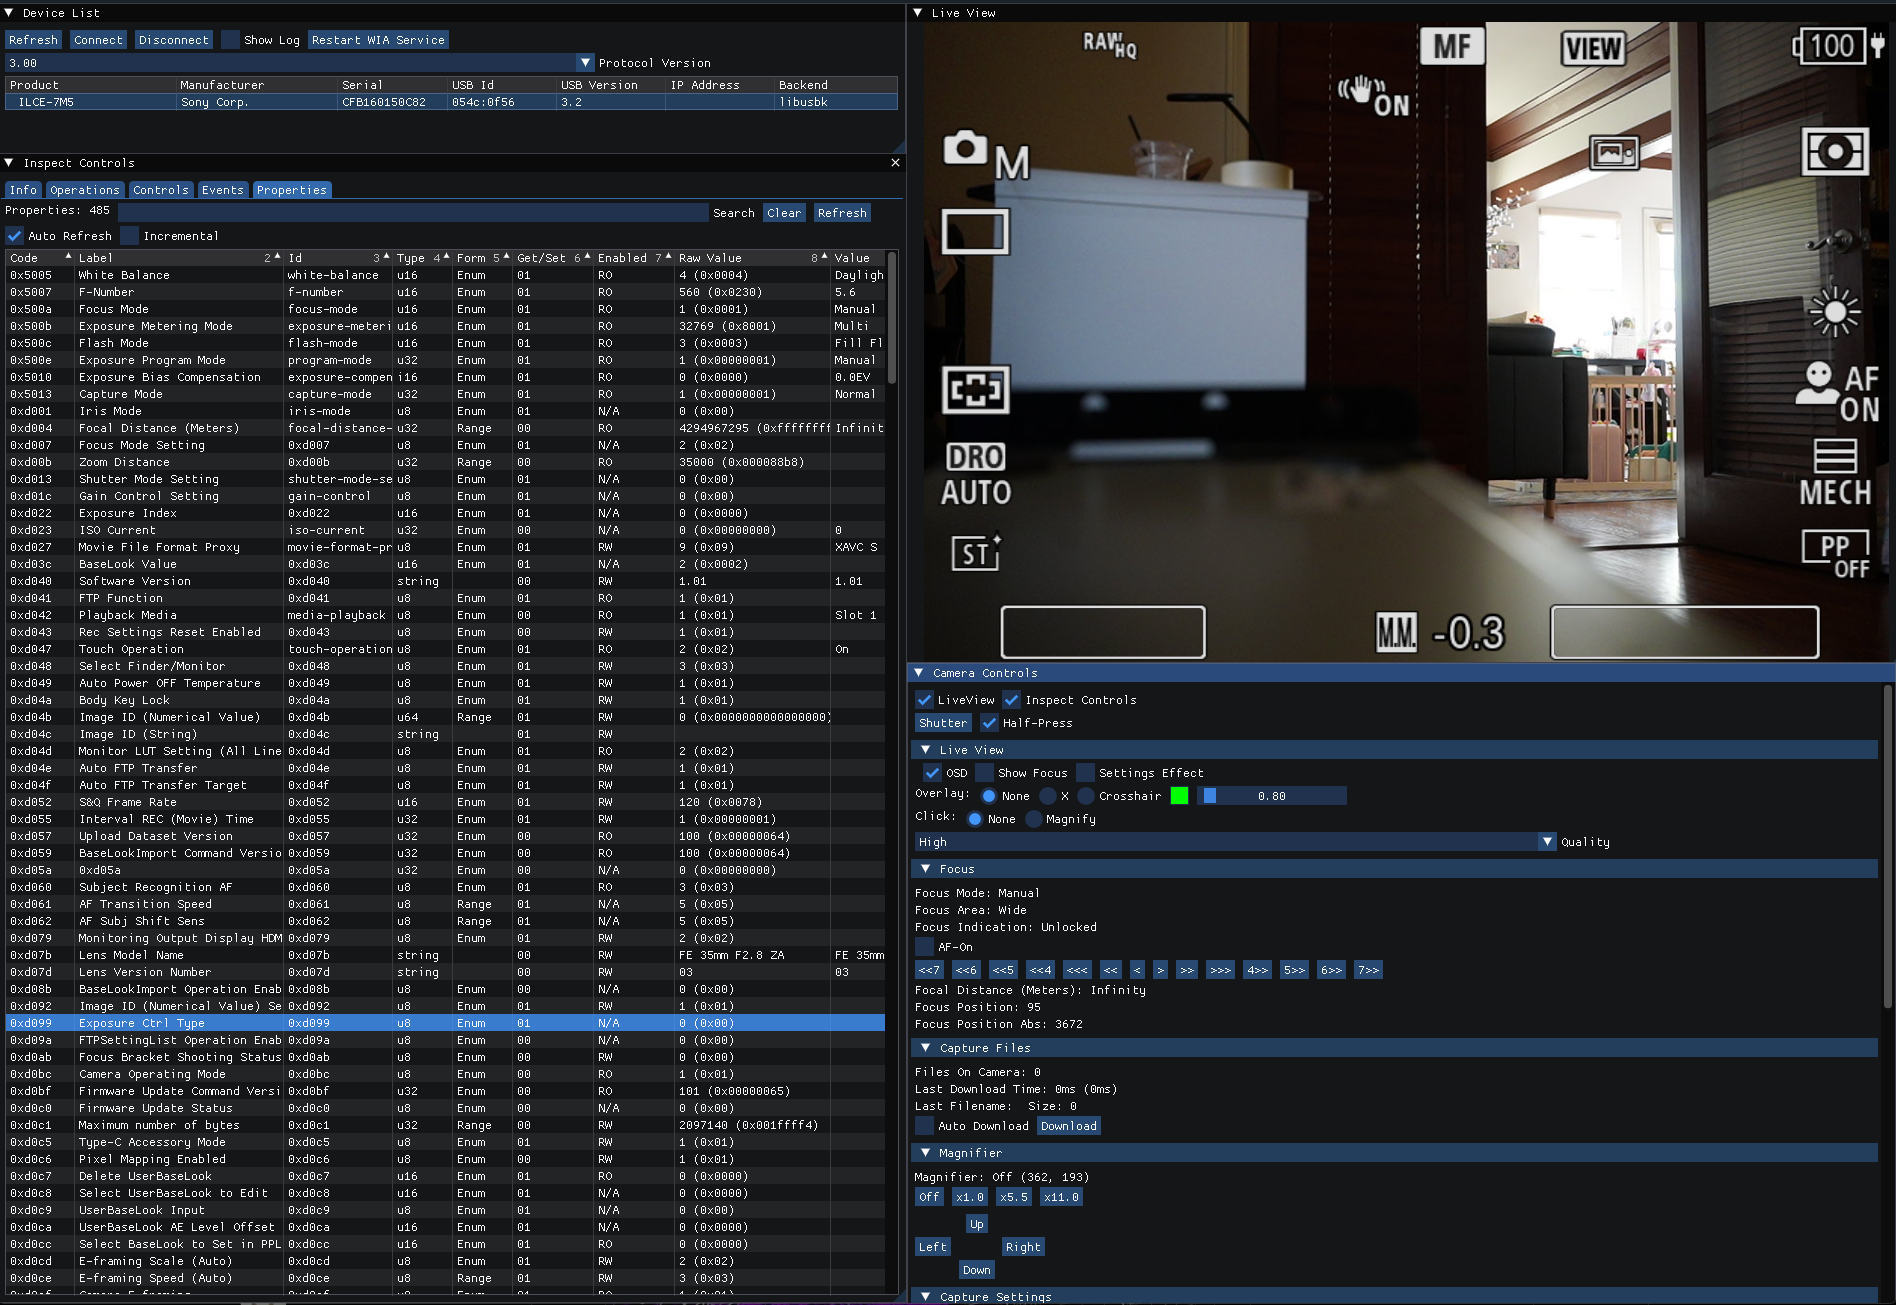 Device List
Refresh Connect Disconnect Show Log Restart WIA Service
3.00 Protocol Version
Product Manufacturer Serial USB Id USB Version IP Address Backend
ILCE-7M5 Sony Corp. CFB160150C82 054c:0f56 3.2 libusbk
Inspect Controls
Info Operations Controls Events Properties
Properties: 485 Search Clear Refresh
Auto Refresh Incremental
Code Label 2 Id 3 Type 4 Form 5 Get/Set 6 Enabled 7 Raw Value 8 Value
0x5005 White Balance white-balance u16 Enum 01 RO 4 (0x0004) Dayligh
0x5007 F-Number f-number u16 Enum 01 RO 560 (0x0230) 5.6
0x500a Focus Mode focus-mode u16 Enum 01 RO 1 (0x0001) Manual
0x500b Exposure Metering Mode exposure-meteri u16 Enum 01 RO 32769 (0x8001) Multi
0x500c Flash Mode flash-mode u16 Enum 01 RO 3 (0x0003) Fill Fl
0x500e Exposure Program Mode program-mode u32 Enum 01 RO 1 (0x00000001) Manual
0x5010 Exposure Bias Compensation exposure-compen i16 Enum 01 RO 0 (0x0000) 0.0EV
0x5013 Capture Mode capture-mode u32 Enum 01 RO 1 (0x00000001) Normal
0xd001 Iris Mode iris-mode u8 Enum 01 N/A 0 (0x00)
0xd004 Focal Distance (Meters) focal-distance- u32 Range 00 RO 4294967295 (0xffffffff Infinit
0xd007 Focus Mode Setting 0xd007 u8 Enum 01 N/A 2 (0x02)
0xd00b Zoom Distance 0xd00b u32 Range 00 RO 35000 (0x000088b8)
0xd013 Shutter Mode Setting shutter-mode-se u8 Enum 01 N/A 0 (0x00)
0xd01c Gain Control Setting gain-control u8 Enum 01 N/A 0 (0x00)
0xd022 Exposure Index 0xd022 u16 Enum 01 N/A 0 (0x0000)
0xd023 ISO Current iso-current u32 Enum 00 N/A 0 (0x00000000) 0
0xd027 Movie File Format Proxy movie-format-pr u8 Enum 01 RW 9 (0x09) XAVC S
0xd03c BaseLook Value 0xd03c u16 Enum 01 N/A 2 (0x0002)
0xd040 Software Version 0xd040 string 00 RW 1.01 1.01
0xd041 FTP Function 0xd041 u8 Enum 01 RO 1 (0x01)
0xd042 Playback Media media-playback u8 Enum 00 RO 1 (0x01) Slot 1
0xd043 Rec Settings Reset Enabled 0xd043 u8 Enum 00 RW 1 (0x01)
0xd047 Touch Operation touch-operation u8 Enum 01 RO 2 (0x02) On
0xd048 Select Finder/Monitor 0xd048 u8 Enum 01 RW 3 (0x03)
0xd049 Auto Power OFF Temperature 0xd049 u8 Enum 01 RW 1 (0x01)
0xd04a Body Key Lock 0xd04a u8 Enum 01 RW 1 (0x01)
0xd04b Image ID (Numerical Value) 0xd04b u64 Range 01 RW 0 (0x0000000000000000)
0xd04c Image ID (String) 0xd04c string 01 RW
0xd04d Monitor LUT Setting (All Line 0xd04d u8 Enum 01 RO 2 (0x02)
0xd04e Auto FTP Transfer 0xd04e u8 Enum 01 RW 1 (0x01)
0xd04f Auto FTP Transfer Target 0xd04f u8 Enum 01 RW 1 (0x01)
0xd052 S&Q Frame Rate 0xd052 u16 Enum 01 RW 120 (0x0078)
0xd055 Interval REC (Movie) Time 0xd055 u32 Enum 01 RW 1 (0x00000001)
0xd057 Upload Dataset Version 0xd057 u32 Enum 00 RO 100 (0x00000064)
0xd059 BaseLookImport Command Versio 0xd059 u32 Enum 00 RO 100 (0x00000064)
0xd05a 0xd05a 0xd05a u32 Enum 00 N/A 0 (0x00000000)
0xd060 Subject Recognition AF 0xd060 u8 Enum 01 RO 3 (0x03)
0xd061 AF Transition Speed 0xd061 u8 Range 01 N/A 5 (0x05)
0xd062 AF Subj Shift Sens 0xd062 u8 Range 01 N/A 5 (0x05)
0xd079 Monitoring Output Display HDM 0xd079 u8 Enum 01 RW 2 (0x02)
0xd07b Lens Model Name 0xd07b string 00 RW FE 35mm F2.8 ZA FE 35mm
0xd07d Lens Version Number 0xd07d string 00 RW 03 03
0xd08b BaseLookImport Operation Enab 0xd08b u8 Enum 00 N/A 0 (0x00)
0xd092 Image ID (Numerical Value) Se 0xd092 u8 Enum 01 RW 1 (0x01)
0xd099 Exposure Ctrl Type 0xd099 u8 Enum 01 N/A 0 (0x00)
0xd09a FTPSettingList Operation Enab 0xd09a u8 Enum 00 N/A 0 (0x00)
0xd0ab Focus Bracket Shooting Status 0xd0ab u8 Enum 00 RW 0 (0x00)
0xd0bc Camera Operating Mode 0xd0bc u8 Enum 01 RO 1 (0x01)
0xd0bf Firmware Update Command Versi 0xd0bf u32 Enum 00 RO 101 (0x00000065)
0xd0c0 Firmware Update Status 0xd0c0 u8 Enum 00 N/A 0 (0x00)
0xd0c1 Maximum number of bytes 0xd0c1 u32 Range 00 RW 2097140 (0x001ffff4)
0xd0c5 Type-C Accessory Mode 0xd0c5 u8 Enum 01 RW 1 (0x01)
0xd0c6 Pixel Mapping Enabled 0xd0c6 u8 Enum 00 RW 1 (0x01)
0xd0c7 Delete UserBaseLook 0xd0c7 u16 Enum 01 RO 0 (0x0000)
0xd0c8 Select UserBaseLook to Edit 0xd0c8 u16 Enum 01 N/A 0 (0x0000)
0xd0c9 UserBaseLook Input 0xd0c9 u8 Enum 01 N/A 0 (0x00)
0xd0ca UserBaseLook AE Level Offset 0xd0ca u16 Enum 01 N/A 0 (0x0000)
0xd0cc Select BaseLook to Set in PPL 0xd0cc u16 Enum 01 RO 0 (0x0000)
0xd0cd E-framing Scale (Auto) 0xd0cd u8 Enum 01 RW 2 (0x02)
0xd0ce E-framing Speed (Auto) 0xd0ce u8 Range 01 RW 3 (0x03)
Live View
RAW HQ MF VIEW 100
ON
M
AF ON
DRO AUTO
MECH
ST
PP OFF
M.M. -0.3
Camera Controls
LiveView Inspect Controls
Shutter Half-Press
Live View
OSD Show Focus Settings Effect
Overlay: None X Crosshair 0.80
Click: None Magnify
High Quality
Focus
Focus Mode: Manual
Focus Area: Wide
Focus Indication: Unlocked
AF-On
<<7 <<6 <<5 <<4 <<< << < > >> >>> 4>> 5>> 6>> 7>>
Focal Distance (Meters): Infinity
Focus Position: 95
Focus Position Abs: 3672
Capture Files
Files On Camera: 0
Last Download Time: 0ms (0ms)
Last Filename: Size: 0
Auto Download Download
Magnifier
Magnifier: Off (362, 193)
Off x1.0 x5.5 x11.0
Up
Left Right
Down
Capture Settings